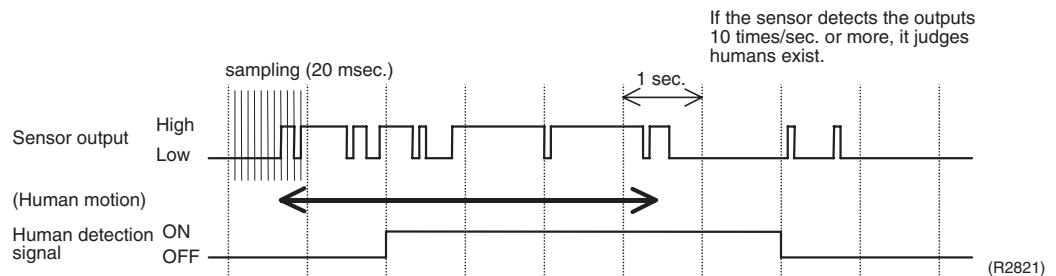 If the sensor detects the outputs
10 times/sec. or more, it judges
humans exist.
sampling (20 msec.)
1 sec.
Sensor output
High
Low
(Human motion)
Human detection
signal
ON
OFF
(R2821)